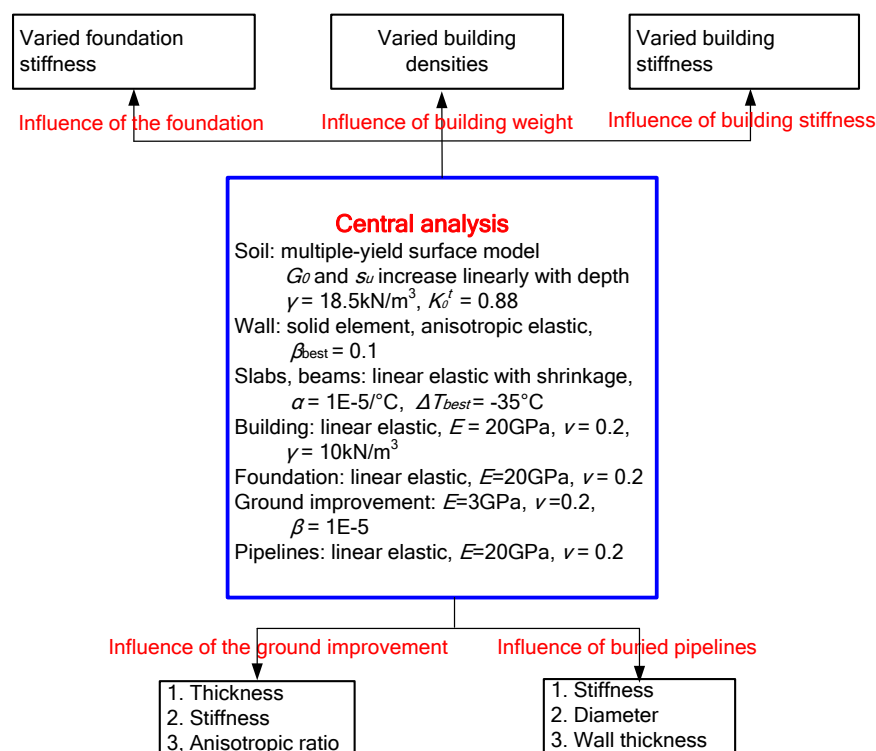 Varied foundation
stiffness
Varied building
densities
Varied building
stiffness
Influence of the foundation
Influence of building weight
Influence of building stiffness
Central analysis
Soil: multiple-yield surface model
G₀ and sᵤ increase linearly with depth
γ = 18.5kN/m³, K₀ᵗ = 0.88
Wall: solid element, anisotropic elastic,
βbest = 0.1
Slabs, beams: linear elastic with shrinkage,
α = 1E-5/°C, ΔTbest = -35°C
Building: linear elastic, E = 20GPa, ν = 0.2,
γ = 10kN/m³
Foundation: linear elastic, E=20GPa, ν = 0.2
Ground improvement: E=3GPa, ν =0.2,
β = 1E-5
Pipelines: linear elastic, E=20GPa, ν = 0.2
Influence of the ground improvement
Influence of buried pipelines
1. Thickness
2. Stiffness
3, Anisotropic ratio
1. Stiffness
2. Diameter
3. Wall thickness